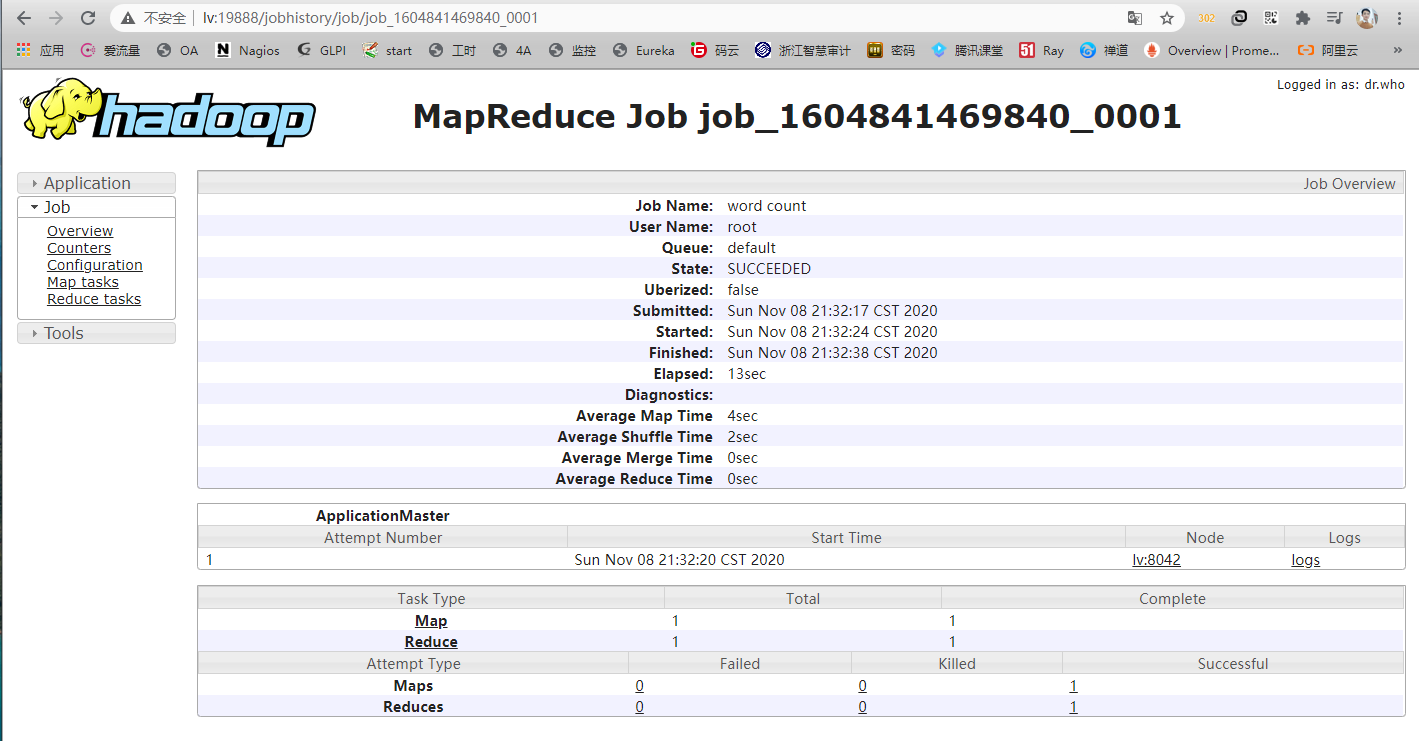 不安全 | lv:19888/jobhistory/job/job_1604841469840_0001 302
应用 爱流量 OA N Nagios GLPI start 工时 4A 监控 Eureka 码云 浙江智慧审计 密码 腾讯课堂 51 Ray 禅道 Overview | Prome... 阿里云 »
Logged in as: dr.who
hadoop
MapReduce Job job_1604841469840_0001
Application
Job
Overview
Counters
Configuration
Map tasks
Reduce tasks
Tools
Job Overview
Job Name: word count
User Name: root
Queue: default
State: SUCCEEDED
Uberized: false
Submitted: Sun Nov 08 21:32:17 CST 2020
Started: Sun Nov 08 21:32:24 CST 2020
Finished: Sun Nov 08 21:32:38 CST 2020
Elapsed: 13sec
Diagnostics:
Average Map Time 4sec
Average Shuffle Time 2sec
Average Merge Time 0sec
Average Reduce Time 0sec
ApplicationMaster
Attempt Number Start Time Node Logs
1 Sun Nov 08 21:32:20 CST 2020 lv:8042 logs
Task Type Total Complete
Map 1 1
Reduce 1 1
Attempt Type Failed Killed Successful
Maps 0 0 1
Reduces 0 0 1